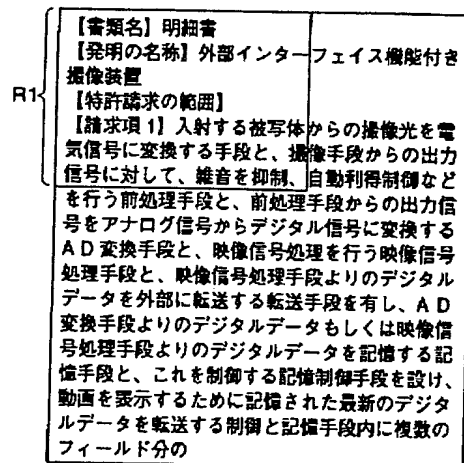 R1
【書類名】明細書
【発明の名称】外部インターフェイス機能付き
撮像装置
【特許請求の範囲】
【請求項1】入射する被写体からの撮像光を電
気信号に変換する手段と、撮像手段からの出力
信号に対して、雑音を抑制、自動利得制御など
を行う前処理手段と、前処理手段からの出力信
号をアナログ信号からデジタル信号に変換する
AD変換手段と、映像信号処理を行う映像信号
処理手段と、映像信号処理手段よりのデジタル
データを外部に転送する転送手段を有し、AD
変換手段よりのデジタルデータもしくは映像信
号処理手段よりのデジタルデータを記憶する記
憶手段と、これを制御する記憶制御手段を設け、
動画を表示するために記憶された最新のデジタ
ルデータを転送する制御と記憶手段内に複数の
フィールド分の